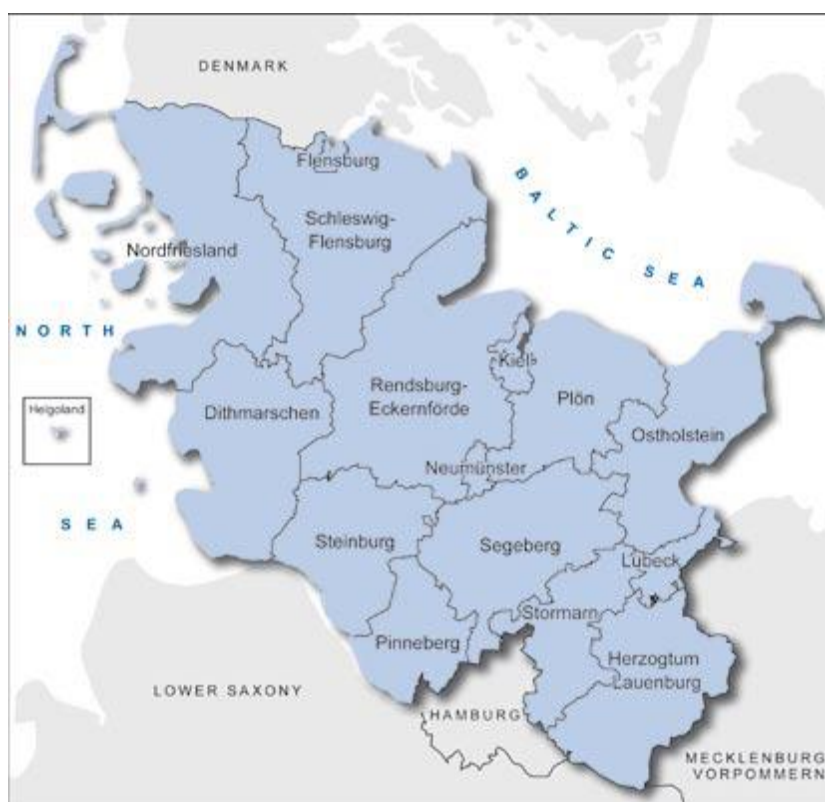 DENMARK
Flensburg
BALTIC SEA
Schleswig-
Flensburg
Nordfriesland
NORTH
Kiel
Rendsburg-
Eckernförde
Plön
Helgoland
Dithmarschen
Ostholstein
Neumünster
SEA
Steinburg
Segeberg
Lübeck
Stormarn
Pinneberg
Herzogtum
Lauenburg
LOWER SAXONY
HAMBURG
MECKLENBURG
VORPOMMERN